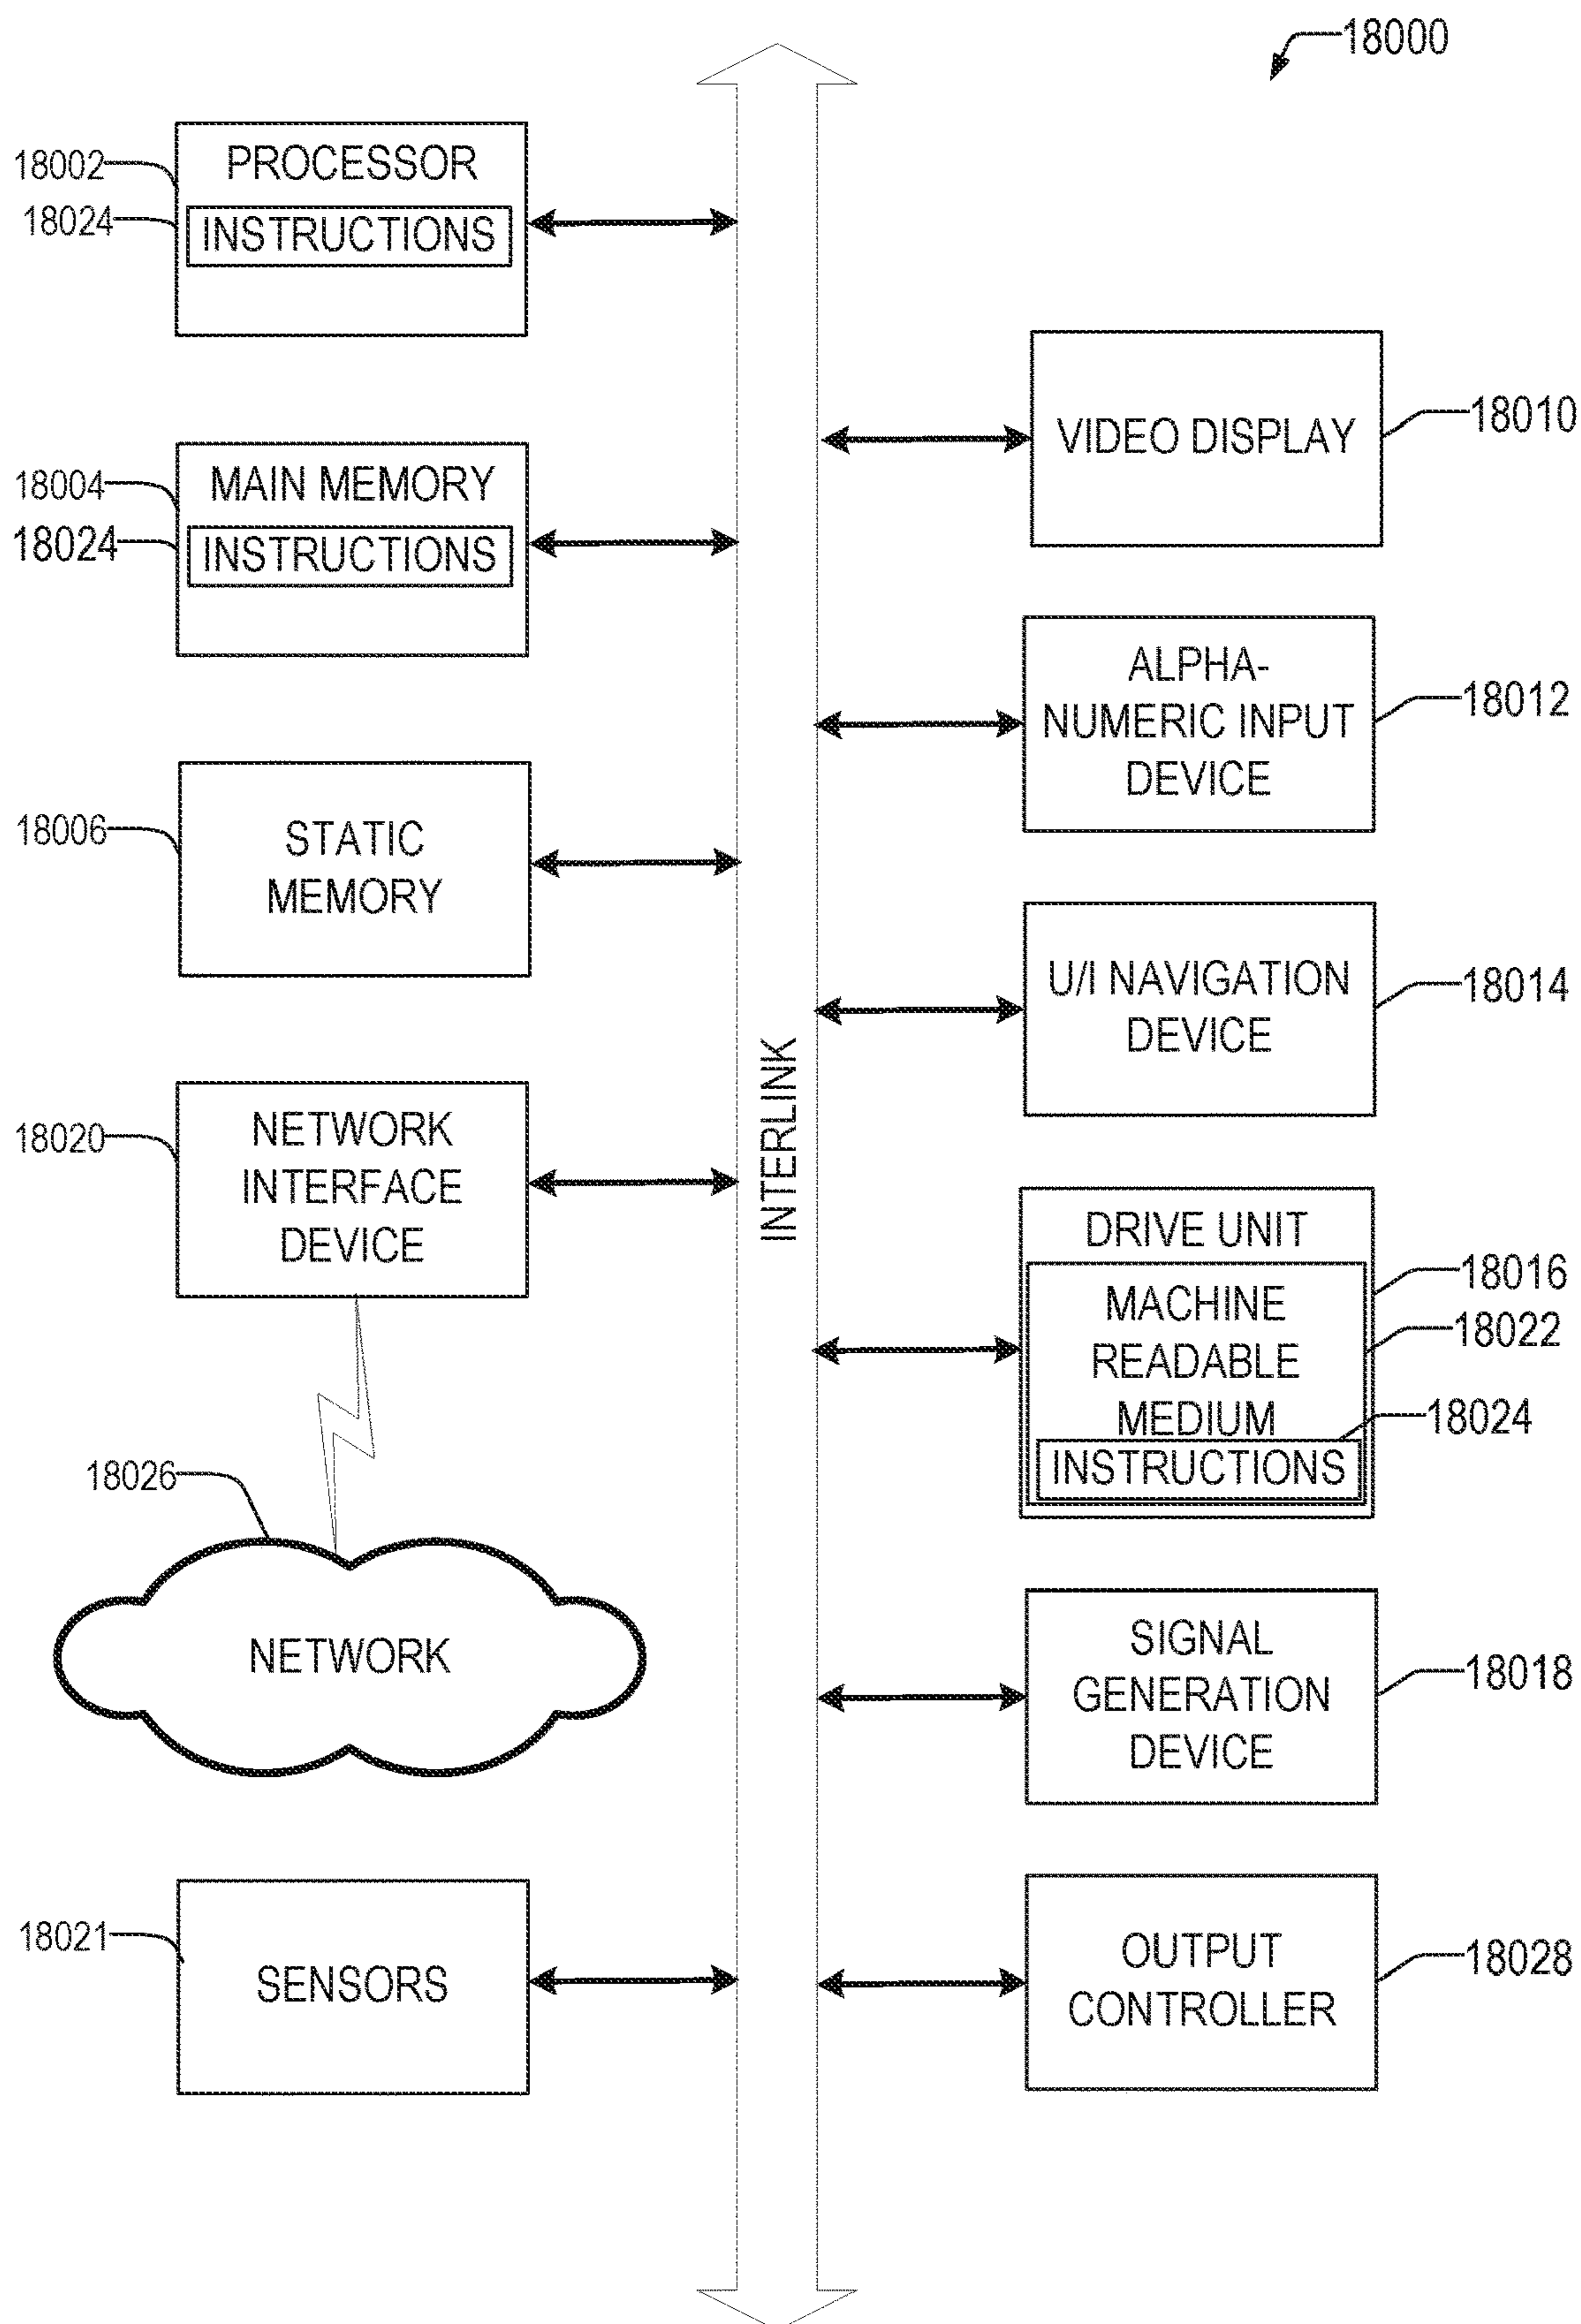 18000
18002
PROCESSOR
18024
INSTRUCTIONS
18004
MAIN MEMORY
18024
INSTRUCTIONS
18006
STATIC
MEMORY
18020
NETWORK
INTERFACE
DEVICE
18026
NETWORK
18021
SENSORS
INTERLINK
VIDEO DISPLAY
18010
ALPHA-
NUMERIC INPUT
DEVICE
18012
U/I NAVIGATION
DEVICE
18014
DRIVE UNIT
18016
MACHINE
READABLE
MEDIUM
18022
18024
INSTRUCTIONS
SIGNAL
GENERATION
DEVICE
18018
OUTPUT
CONTROLLER
18028